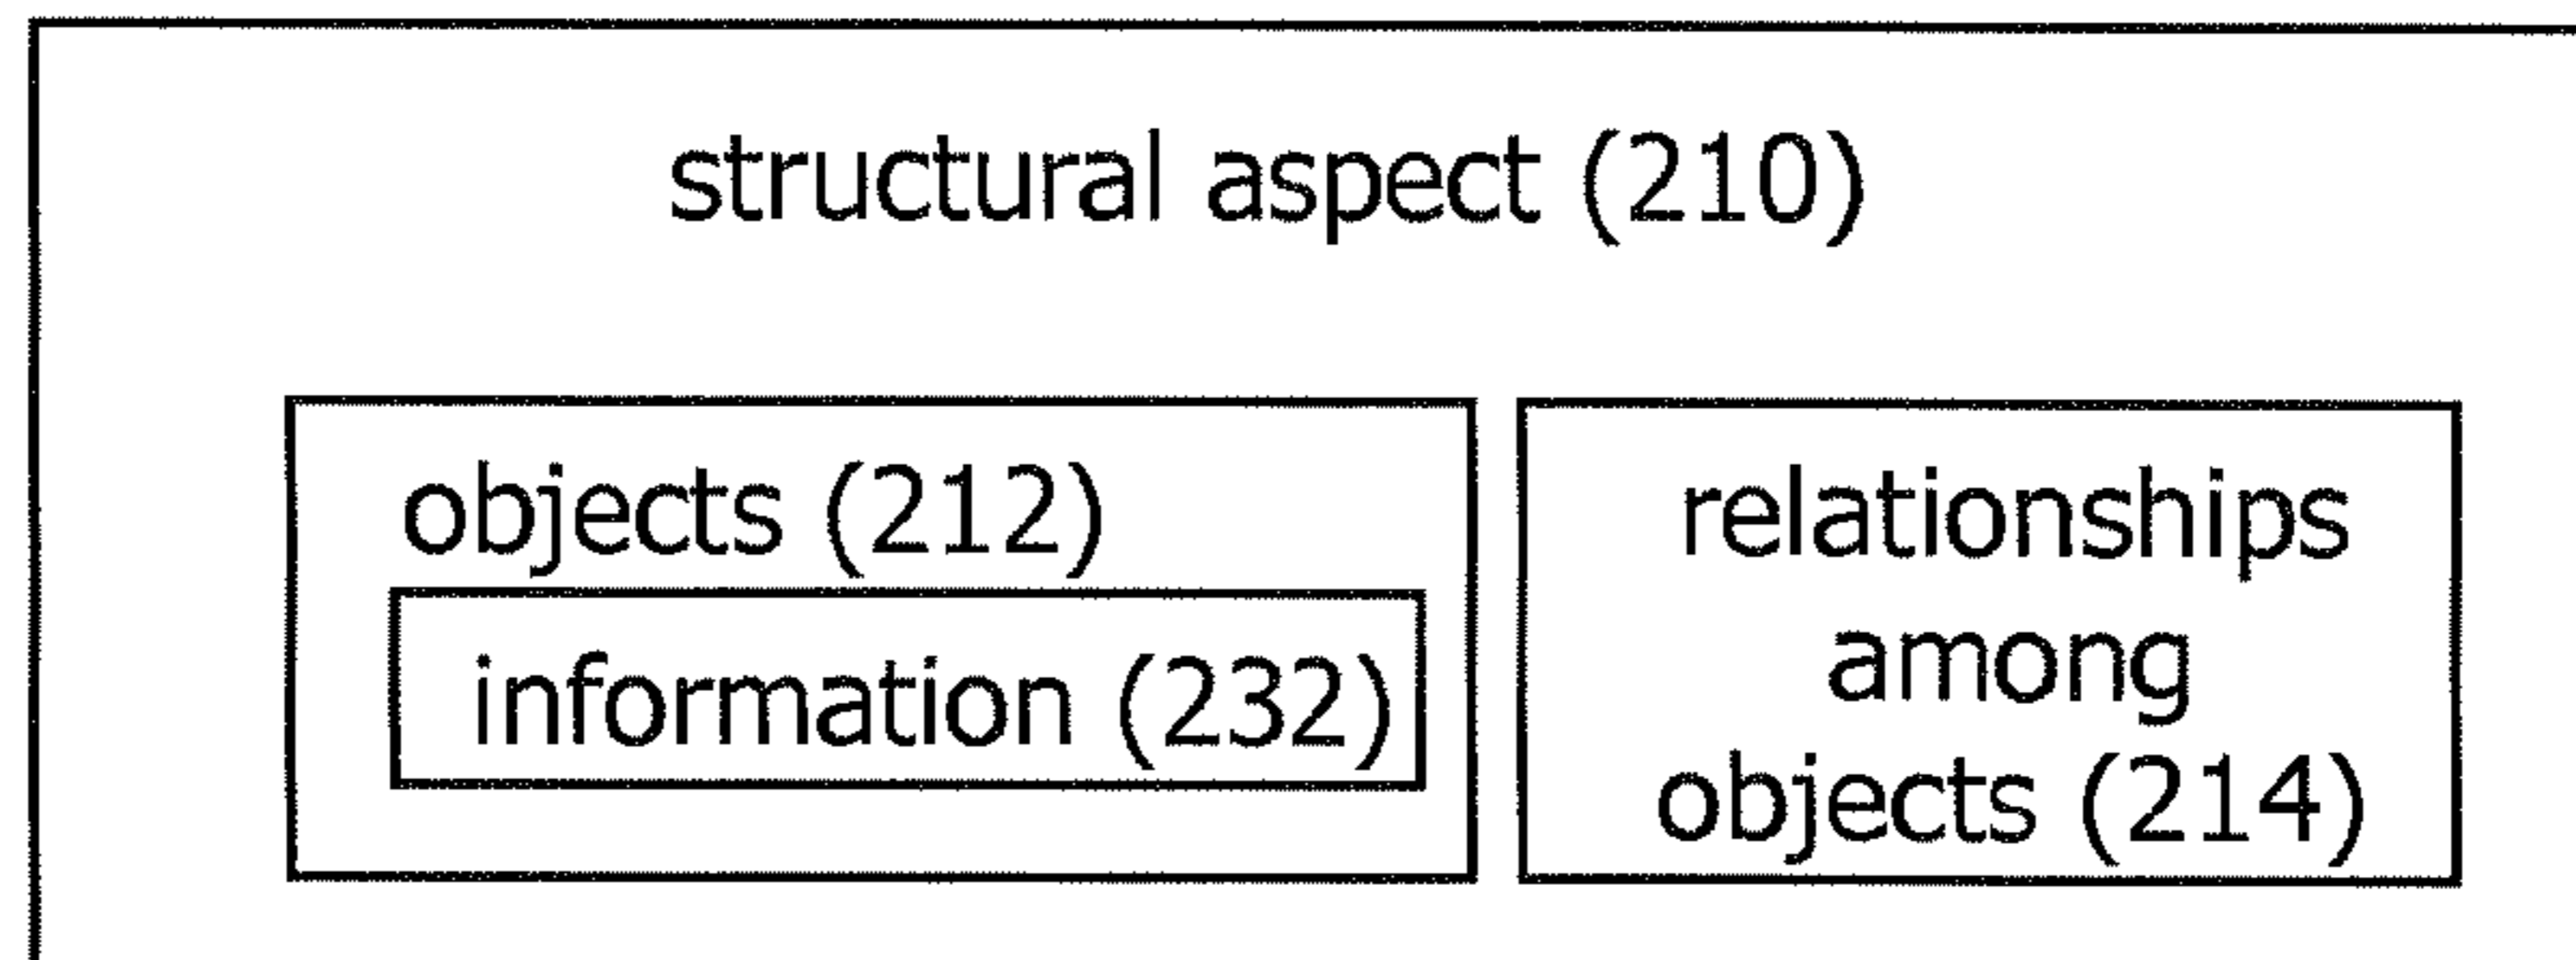 structural aspect (210)
objects (212)
information (232)
relationships
among
objects (214)